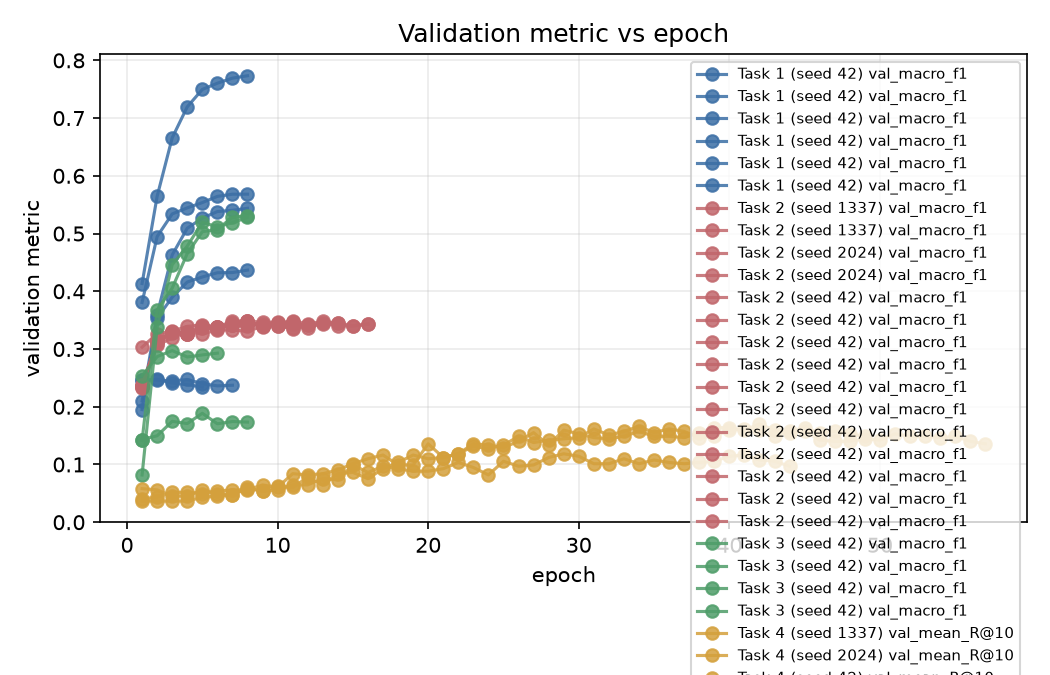 Validation metric vs epoch
validation metric
0.8
0.7
0.6
0.5
0.4
0.3
0.2
0.1
0.0
0
10
20
30
40
50
epoch
Task 1 (seed 42) val_macro_f1
Task 1 (seed 42) val_macro_f1
Task 1 (seed 42) val_macro_f1
Task 1 (seed 42) val_macro_f1
Task 1 (seed 42) val_macro_f1
Task 1 (seed 42) val_macro_f1
Task 2 (seed 1337) val_macro_f1
Task 2 (seed 1337) val_macro_f1
Task 2 (seed 2024) val_macro_f1
Task 2 (seed 2024) val_macro_f1
Task 2 (seed 42) val_macro_f1
Task 2 (seed 42) val_macro_f1
Task 2 (seed 42) val_macro_f1
Task 2 (seed 42) val_macro_f1
Task 2 (seed 42) val_macro_f1
Task 2 (seed 42) val_macro_f1
Task 2 (seed 42) val_macro_f1
Task 2 (seed 42) val_macro_f1
Task 2 (seed 42) val_macro_f1
Task 2 (seed 42) val_macro_f1
Task 2 (seed 42) val_macro_f1
Task 3 (seed 42) val_macro_f1
Task 3 (seed 42) val_macro_f1
Task 3 (seed 42) val_macro_f1
Task 3 (seed 42) val_macro_f1
Task 4 (seed 1337) val_mean_R@10
Task 4 (seed 2024) val_mean_R@10
Task 4 (seed 42) val_mean_R@10